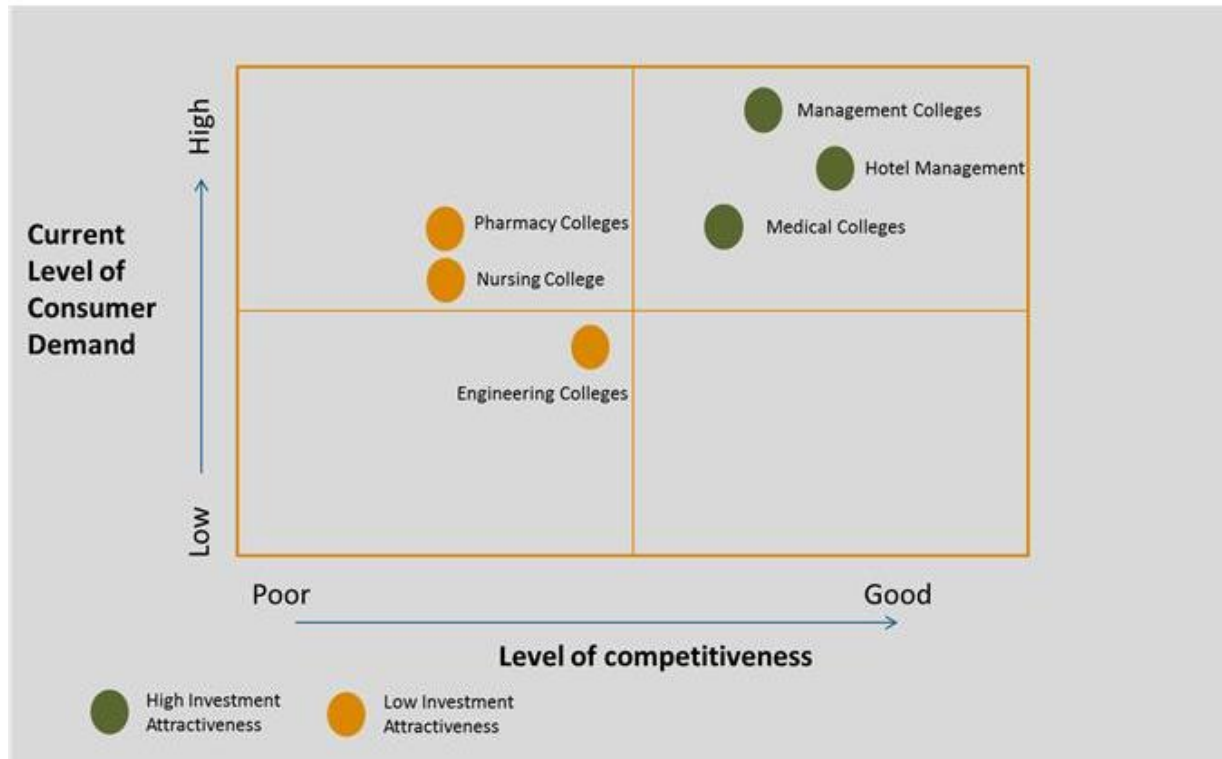 High
Management Colleges
Hotel Management
Current
Level of
Consumer
Demand
Pharmacy Colleges
Medical Colleges
Nursing College
Engineering Colleges
Low
Poor
Good
Level of competitiveness
High Investment
Attractiveness
Low Investment
Attractiveness